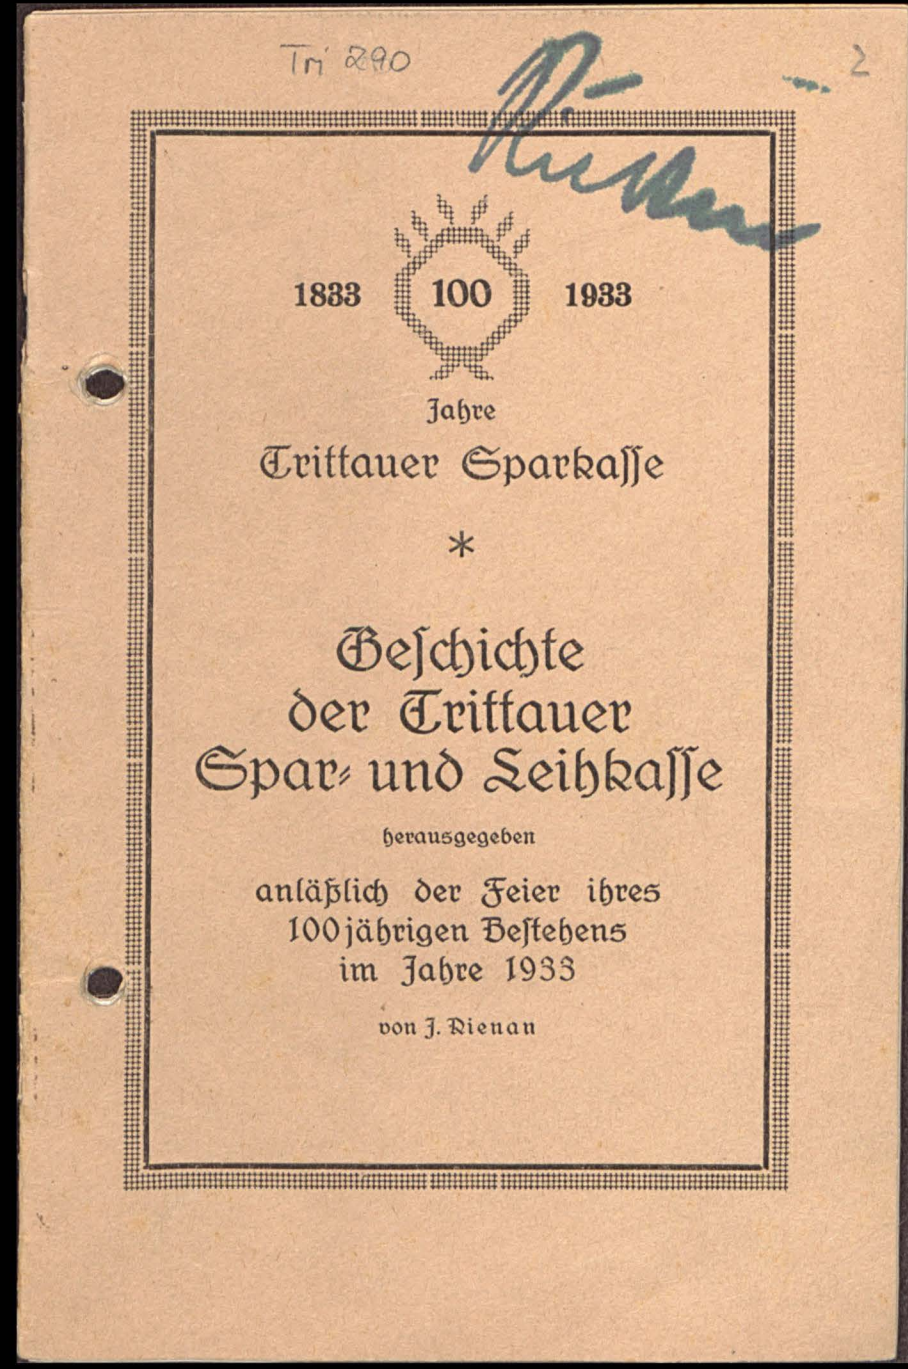 Tri 290
2
1833 100 1933
Jahre
Trittauer Sparkasse
*
Geschichte
der Trittauer
Spar- und Leihkasse
herausgegeben
anläßlich der Feier ihres
100jährigen Bestehens
im Jahre 1933
von J. Rienan